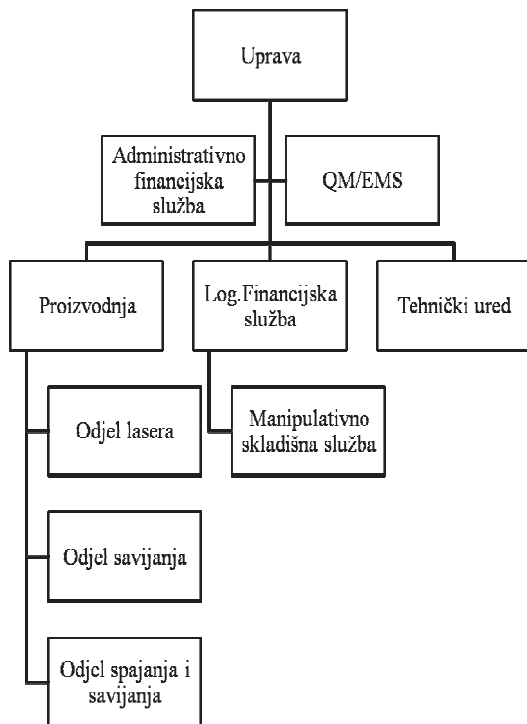 Uprava
Administrativno
financijska
služba
QM/EMS
Proizvodnja
Log.Financijska
služba
Tehnički ured
Odjel lasera
Manipulativno
skladišna služba
Odjel savijanja
Odjel spajanja i
savijanja